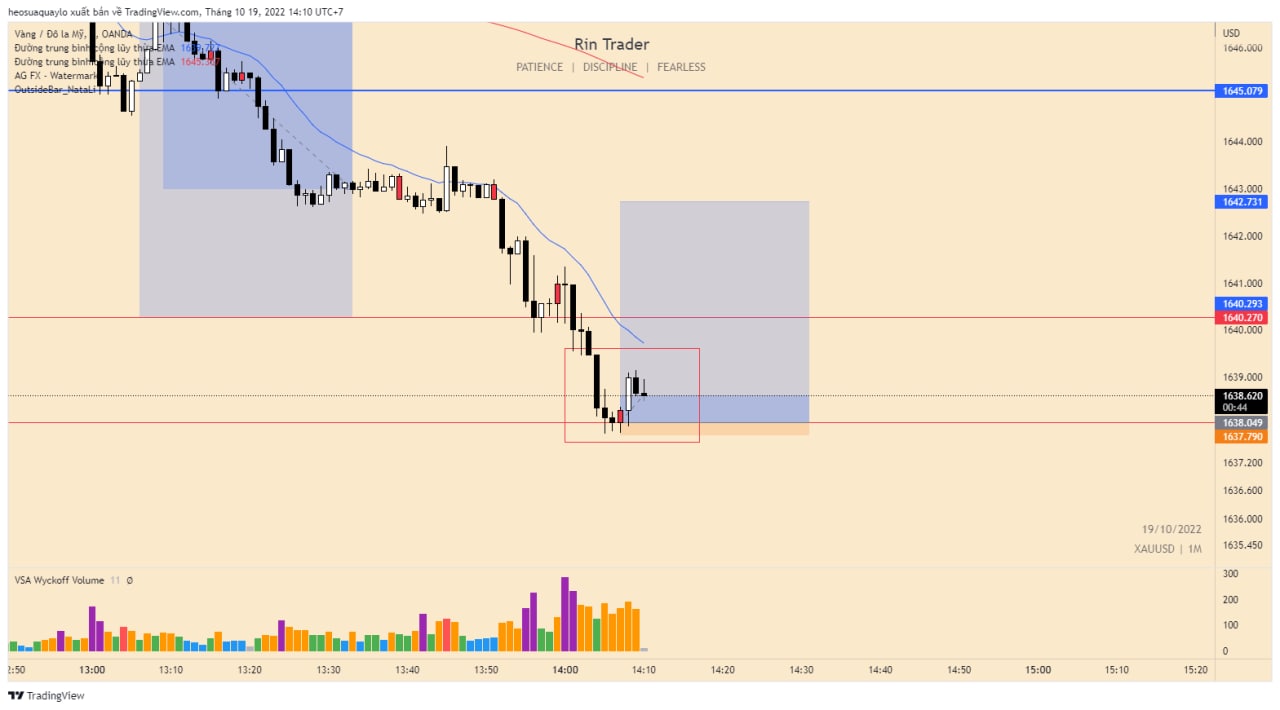 heosuaquaylo xuất bản về TradingView.com, Tháng 10 19, 2022 14:10 UTC+7
Vàng / Đô la Mỹ, OANDA
Đường trung bình động lũy thừa EMA
Đường trung bình động lũy thừa EMA
AG FX - Watermark
OutsideBar_NataLi
Rin Trader
PATIENCE | DISCIPLINE | FEARLESS
USD
1646.000
1645.079
1644.000
1643.000
1642.731
1642.000
1641.000
1640.293
1640.270
1640.000
1639.000
1638.620
00:44
1638.049
1637.790
1637.200
1636.600
1636.000
1635.450
19/10/2022
XAUUSD | 1M
VSA Wyckoff Volume 11 Ø
300
200
100
0
2:50 13:00 13:10 13:20 13:30 13:40 13:50 14:00 14:10 14:20 14:30 14:40 14:50 15:00 15:10 15:20
TradingView